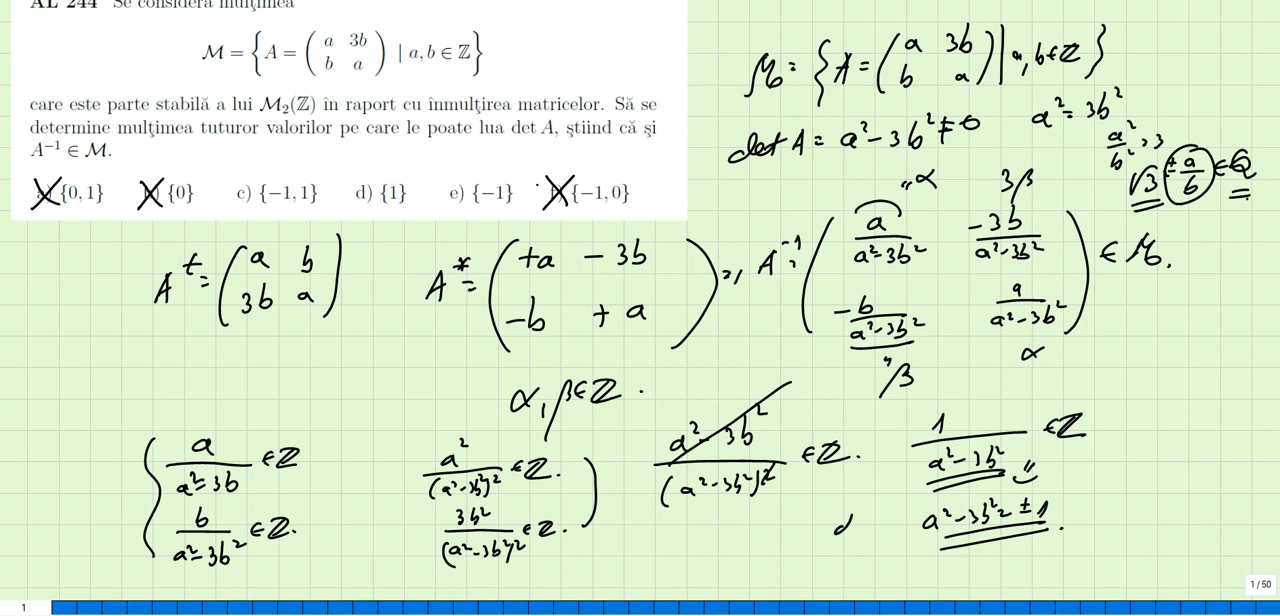 AL 244 Se consideră mulţimea
M = { A = ( a 3b ; b a ) | a, b ∈ ℤ }
care este parte stabilă a lui M₂(ℤ) în raport cu înmulţirea matricelor. Să se
determine mulţimea tuturor valorilor pe care le poate lua det A, ştiind că şi
A⁻¹ ∈ M.
{0, 1} {0} c) {−1, 1} d) {1} e) {−1} {−1, 0}
M = { A = ( a 3b ; b a ) | a, b ∈ ℤ }
det A = a² − 3b² ≠ 0
a² = 3b²
a²/b² = 3
√3 = ± a/b ∈ ℚ
Aᵗ = ( a b ; 3b a )
A* = ( +a −3b ; −b +a ) =>
A⁻¹ = ( a/(a²−3b²) −3b/(a²−3b²) ; −b/(a²−3b²) a/(a²−3b²) ) ∈ M.
α 3β
β α
α, β ∈ ℤ.
a/(a²−3b) ∈ ℤ
b/(a²−3b²) ∈ ℤ.
a²/(a²−3b²)² ∈ ℤ.
3b²/(a²−3b²)² ∈ ℤ.
(a²−3b²)/(a²−3b²)² ∈ ℤ.
1/(a²−3b²) ∈ ℤ
a²−3b² = ±1.
d
1 / 50
1